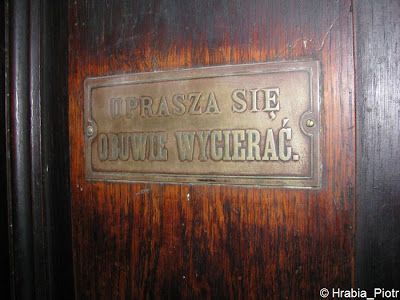 UPRASZA SIĘ
OBUWIE WYCIERAĆ.
© Hrabia_Piotr